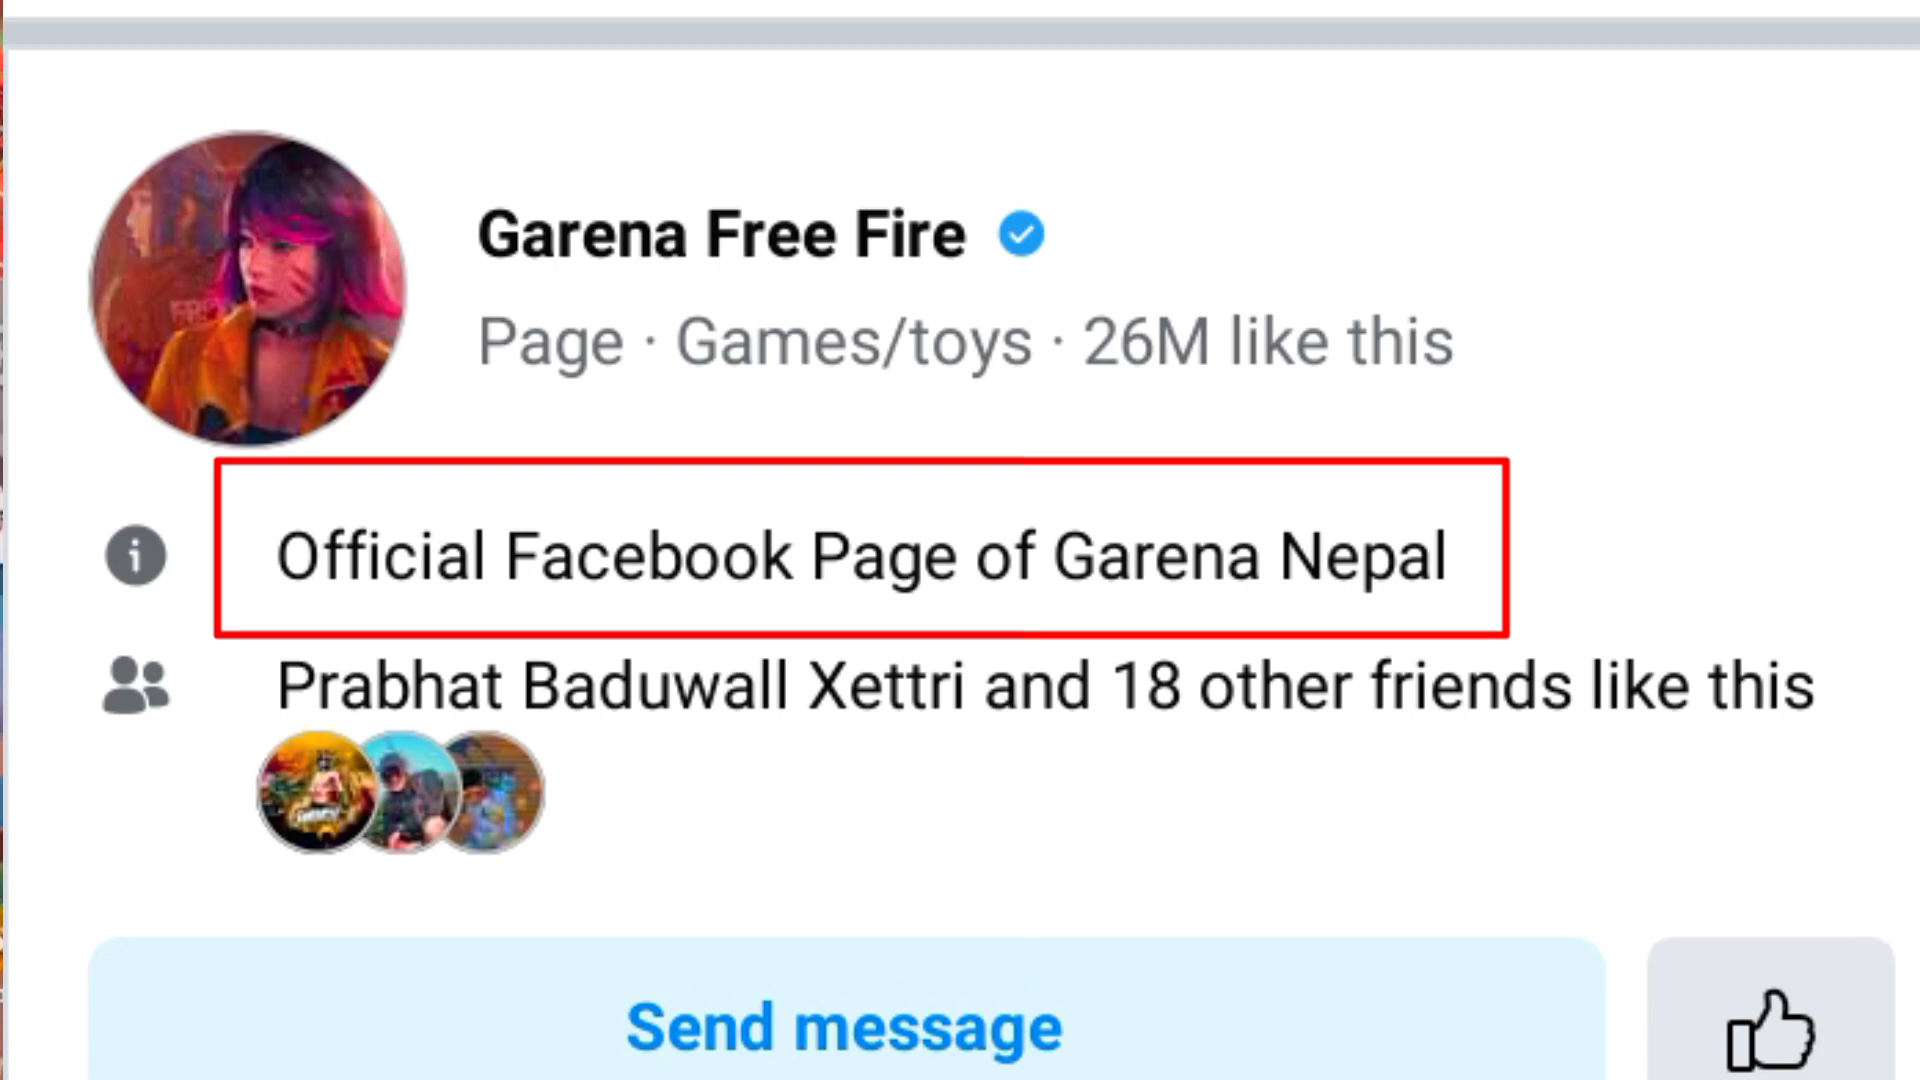 Garena Free Fire
Page · Games/toys · 26M like this
Official Facebook Page of Garena Nepal
Prabhat Baduwall Xettri and 18 other friends like this
Send message